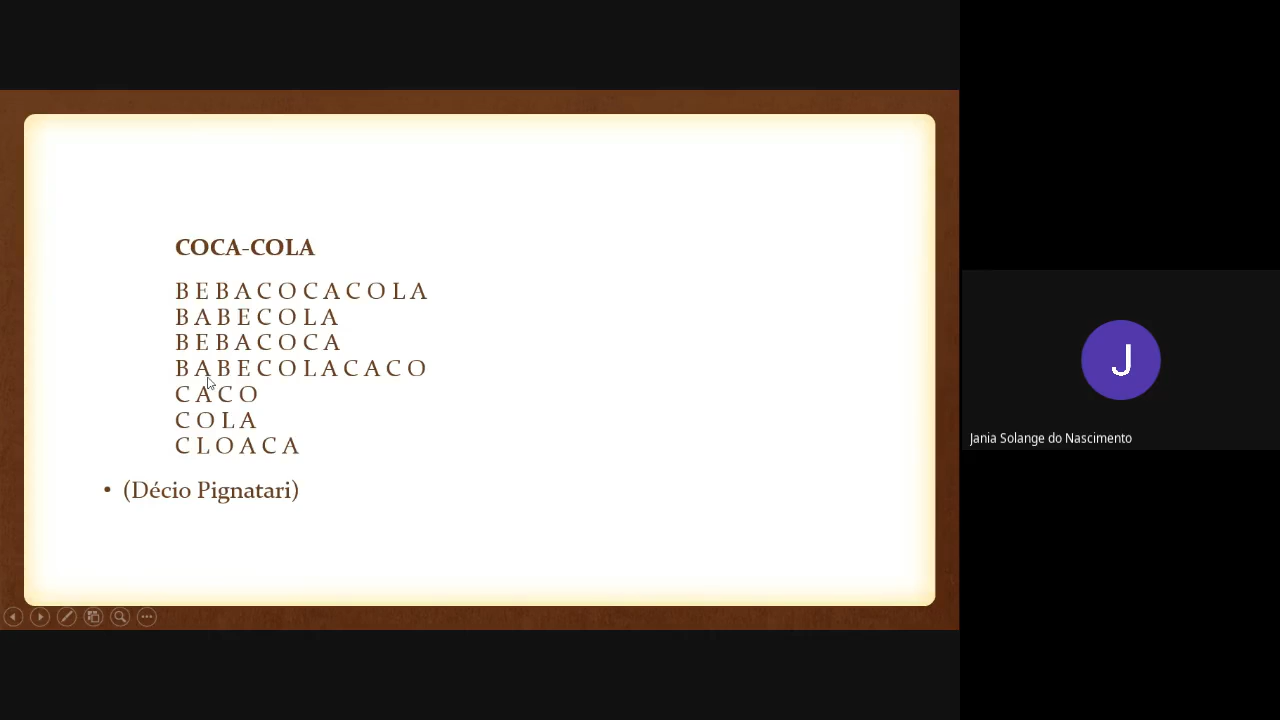 COCA-COLA
B E B A C O C A C O L A
B A B E C O L A
B E B A C O C A
B A B E C O L A C A C O
C A C O
C O L A
C L O A C A
• (Décio Pignatari)
J
Jania Solange do Nascimento